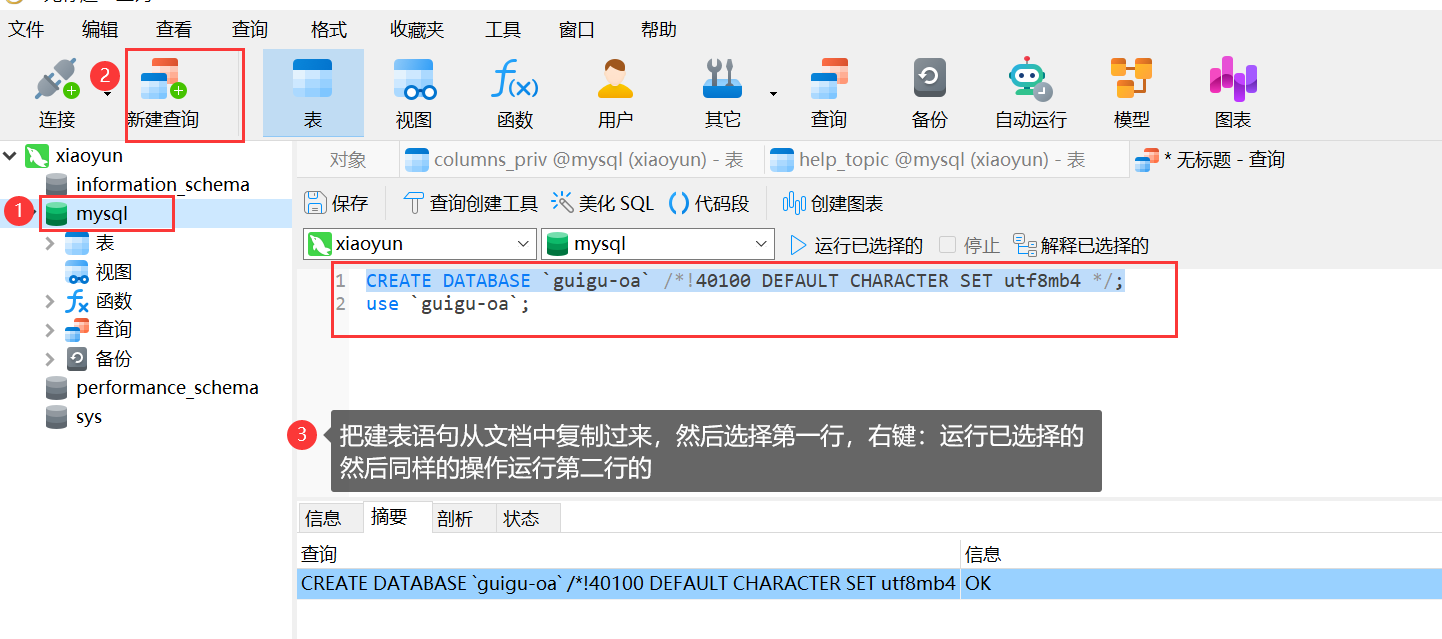 文件 编辑 查看 查询 格式 收藏夹 工具 窗口 帮助
2
连接 新建查询 表 视图 函数 用户 其它 查询 备份 自动运行 模型 图表
xiaoyun
information_schema
1 mysql
表
视图
函数
查询
备份
performance_schema
sys
对象 columns_priv @mysql (xiaoyun) - 表 help_topic @mysql (xiaoyun) - 表 * 无标题 - 查询
保存 查询创建工具 美化 SQL 代码段 创建图表
xiaoyun mysql 运行已选择的 停止 解释已选择的
1 CREATE DATABASE `guigu-oa` /*!40100 DEFAULT CHARACTER SET utf8mb4 */;
2 use `guigu-oa`;
3 把建表语句从文档中复制过来，然后选择第一行，右键：运行已选择的
然后同样的操作运行第二行的
信息 摘要 剖析 状态
查询 信息
CREATE DATABASE `guigu-oa` /*!40100 DEFAULT CHARACTER SET utf8mb4 OK